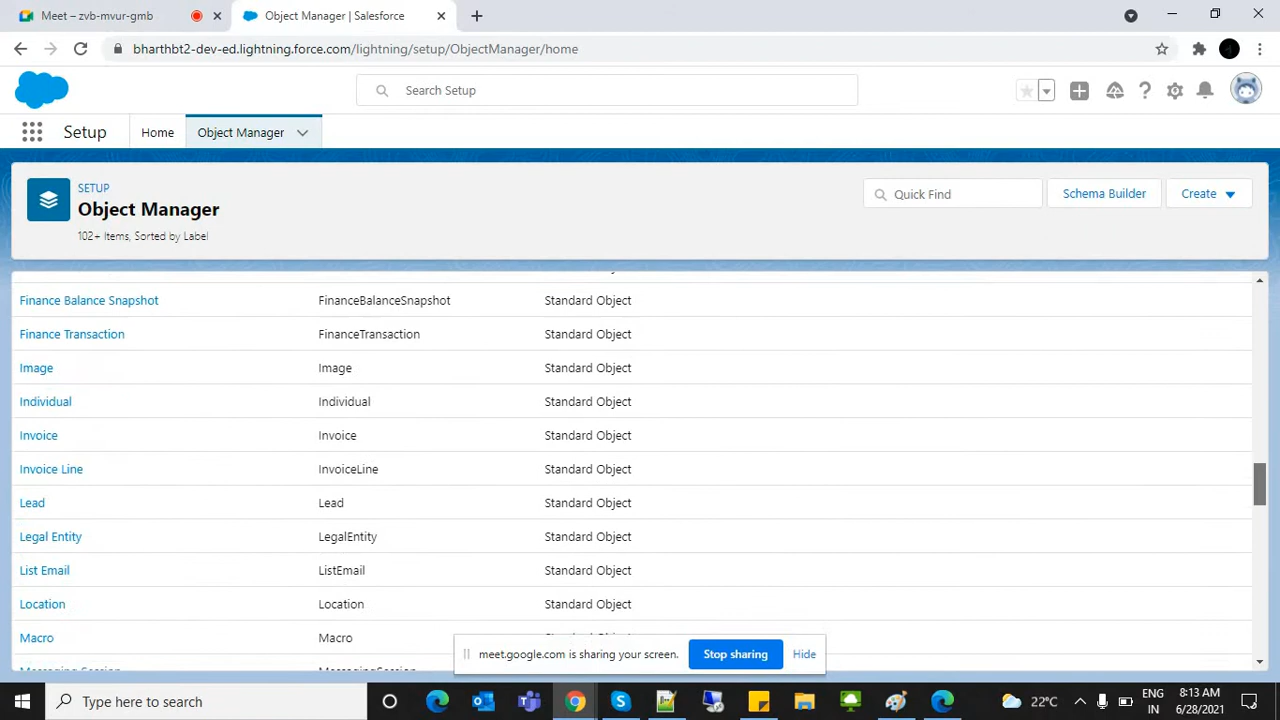 Meet – zvb-mvur-gmb
Object Manager | Salesforce
bharthbt2-dev-ed.lightning.force.com/lightning/setup/ObjectManager/home
Search Setup
Setup
Home
Object Manager
SETUP
Object Manager
102+ Items, Sorted by Label
Quick Find
Schema Builder
Create
Finance Balance Snapshot FinanceBalanceSnapshot Standard Object
Finance Transaction FinanceTransaction Standard Object
Image Image Standard Object
Individual Individual Standard Object
Invoice Invoice Standard Object
Invoice Line InvoiceLine Standard Object
Lead Lead Standard Object
Legal Entity LegalEntity Standard Object
List Email ListEmail Standard Object
Location Location Standard Object
Macro Macro
meet.google.com is sharing your screen.
Stop sharing
Hide
Type here to search
22°C
ENG
IN
8:13 AM
6/28/2021